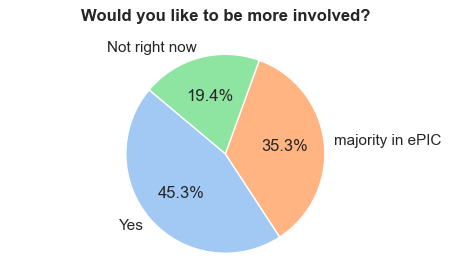 Would you like to be more involved?
Not right now
19.4%
35.3%
majority in ePIC
45.3%
Yes